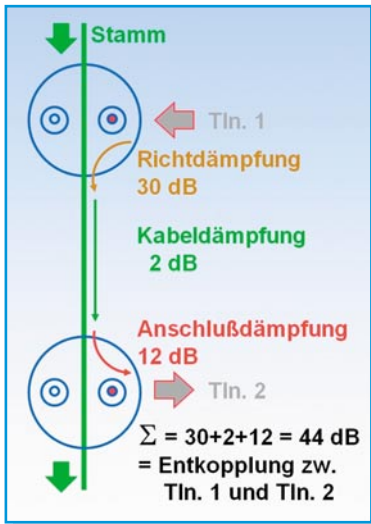 Stamm
Tln. 1
Richtdämpfung
30 dB
Kabeldämpfung
2 dB
Anschlußdämpfung
12 dB
Tln. 2
Σ = 30+2+12 = 44 dB
= Entkopplung zw.
Tln. 1 und Tln. 2